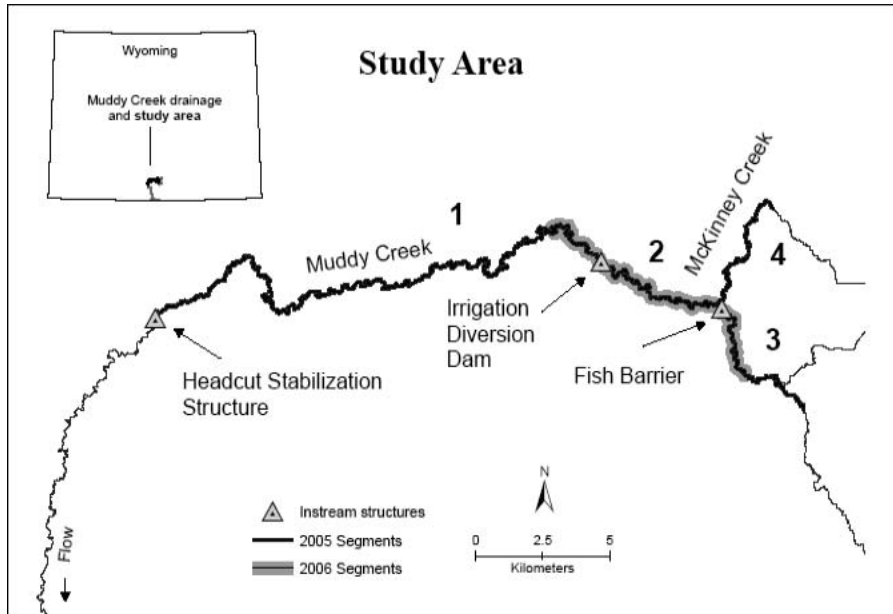 Study Area
Wyoming
Muddy Creek drainage
and study area
1
Muddy Creek
2
McKinney Creek
4
3
Irrigation
Diversion
Dam
Fish Barrier
Headcut Stabilization
Structure
Flow
Instream structures
2005 Segments
2006 Segments
N
0 2.5 5
Kilometers